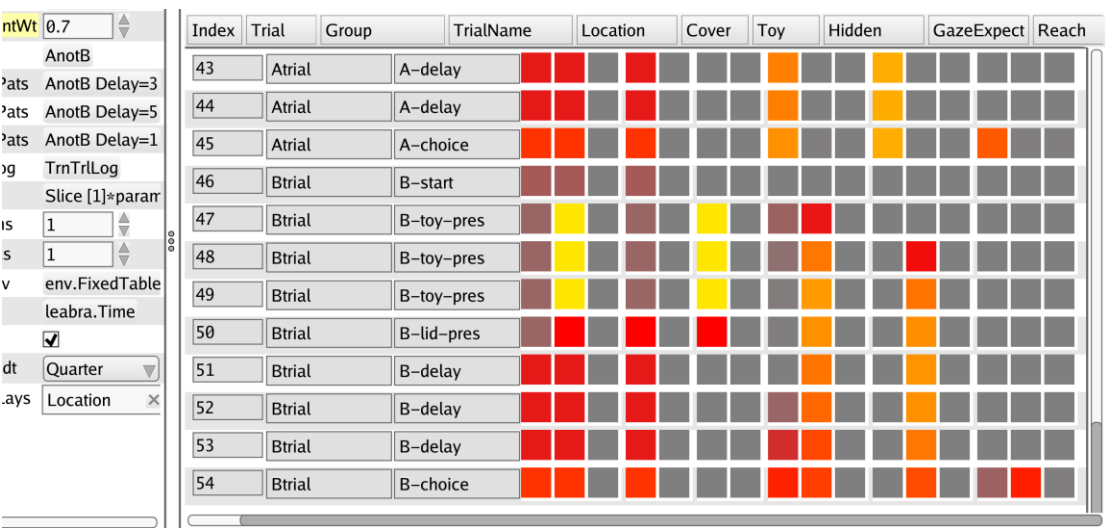 ntWt 0.7
AnotB
Pats AnotB Delay=3
Pats AnotB Delay=5
Pats AnotB Delay=1
og TrnTrlLog
Slice [1]*param
ns 1
s 1
v env.FixedTable
leabra.Time
dt Quarter
Lays Location ×
Index Trial Group TrialName Location Cover Toy Hidden GazeExpect Reach
43 Atrial A-delay
44 Atrial A-delay
45 Atrial A-choice
46 Btrial B-start
47 Btrial B-toy-pres
48 Btrial B-toy-pres
49 Btrial B-toy-pres
50 Btrial B-lid-pres
51 Btrial B-delay
52 Btrial B-delay
53 Btrial B-delay
54 Btrial B-choice